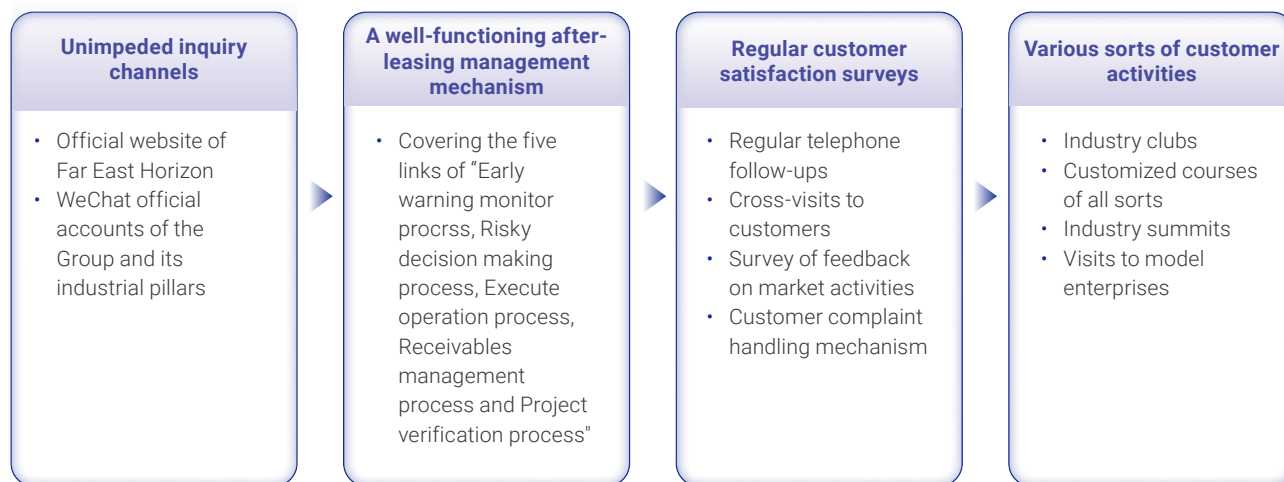 Unimpeded inquiry
channels
• Official website of
Far East Horizon
• WeChat official
accounts of the
Group and its
industrial pillars
A well-functioning after-
leasing management
mechanism
• Covering the five
links of “Early
warning monitor
procrss, Risky
decision making
process, Execute
operation process,
Receivables
management
process and Project
verification process"
Regular customer
satisfaction surveys
• Regular telephone
follow-ups
• Cross-visits to
customers
• Survey of feedback
on market activities
• Customer complaint
handling mechanism
Various sorts of customer
activities
• Industry clubs
• Customized courses
of all sorts
• Industry summits
• Visits to model
enterprises